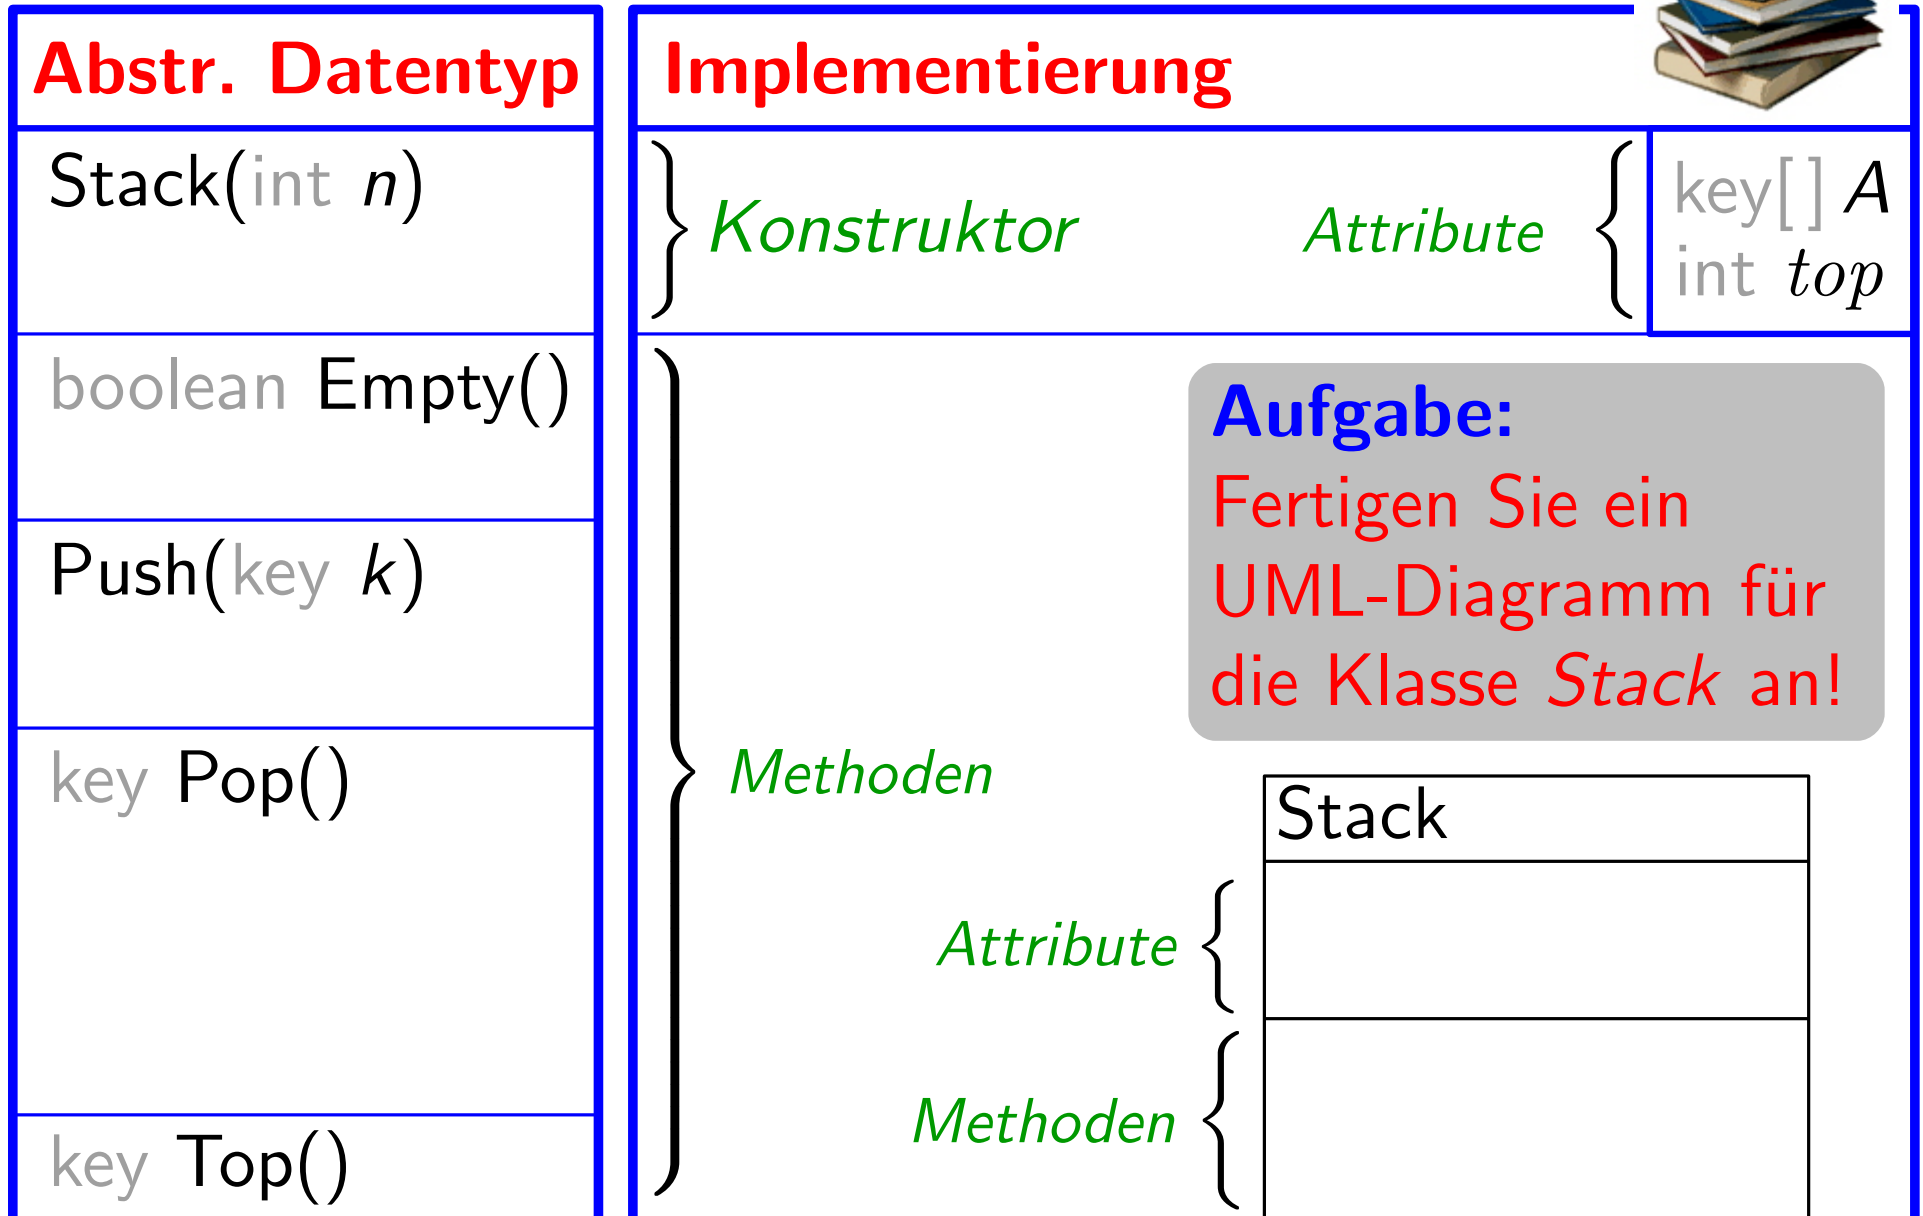 Abstr. Datentyp
Stack(int n)
boolean Empty()
Push(key k)
key Pop()
key Top()
Implementierung
Konstruktor
Attribute
key[] A
int top
Methoden
Aufgabe:
Fertigen Sie ein
UML-Diagramm für
die Klasse Stack an!
Stack
Attribute
Methoden